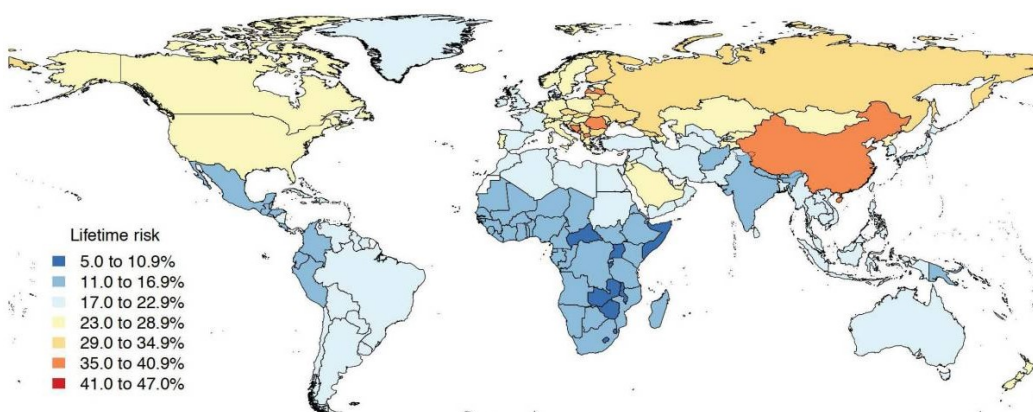 Lifetime risk
5.0 to 10.9%
11.0 to 16.9%
17.0 to 22.9%
23.0 to 28.9%
29.0 to 34.9%
35.0 to 40.9%
41.0 to 47.0%